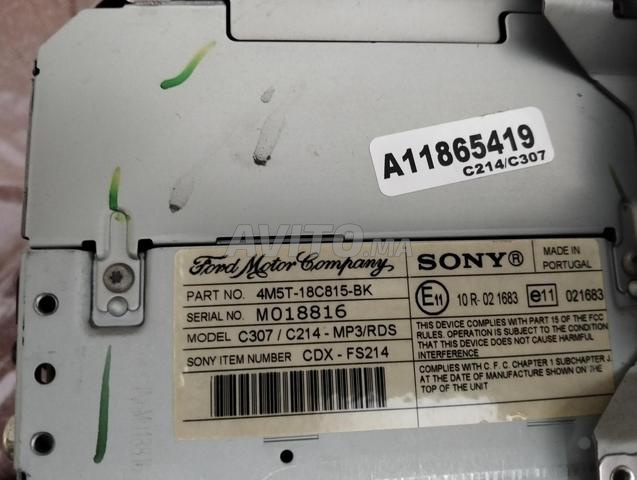 A11865419
C214/C307
AVITO.MA
Ford Motor Company
SONY®
MADE IN
PORTUGAL
PART NO. 4M5T-18C815-BK
SERIAL NO. M018816
MODEL C307 / C214 - MP3/RDS
SONY ITEM NUMBER CDX - FS214
E11 10 R- 02 1683 e11 021683
THIS DEVICE COMPLIES WITH PART 15 OF THE FCC
RULES. OPERATION IS SUBJECT TO THE CONDITION
THAT THIS DEVICE DOES NOT CAUSE HARMFUL
INTERFERENCE
COMPLIES WITH C. F. C. CHAPTER 1 SUBCHAPTER J.
AT THE DATE OF MANUFACTURE SHOWN ON THE TOP
OF THE UNIT